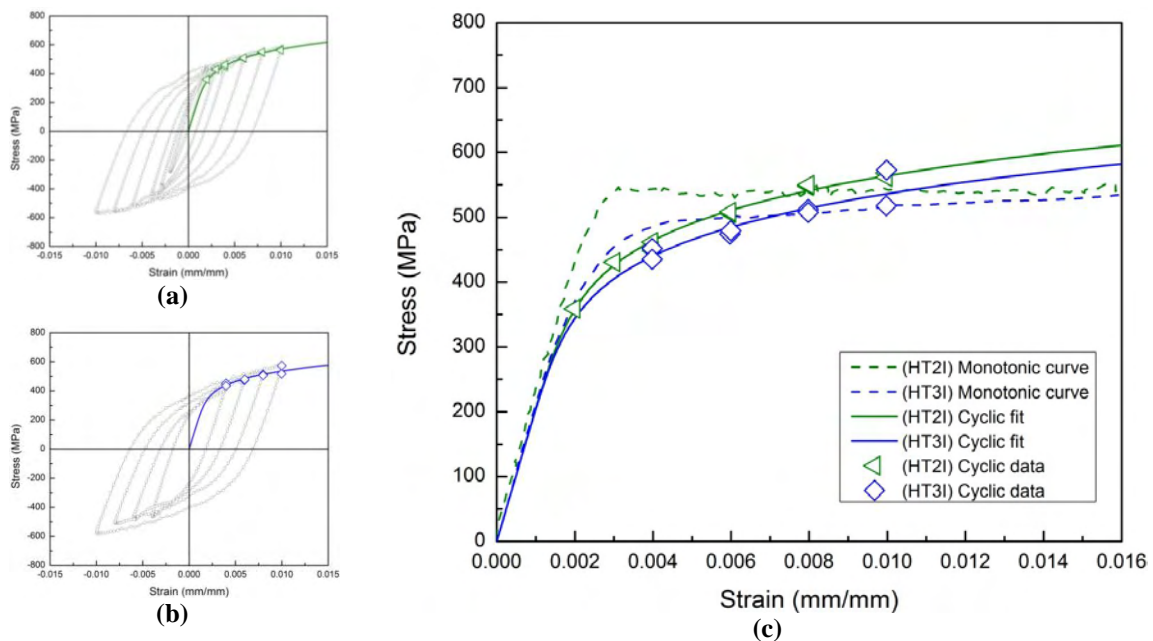 800
600
400
200
0
-200
-400
-600
-800
Stress (MPa)
-0.015 -0.010 -0.005 0.000 0.005 0.010 0.015
Strain (mm/mm)
(a)
800
600
400
200
0
-200
-400
-600
-800
Stress (MPa)
-0.015 -0.010 -0.005 0.000 0.005 0.010 0.015
Strain (mm/mm)
(b)
800
700
600
500
400
300
200
100
0
Stress (MPa)
(HT2I) Monotonic curve
(HT3I) Monotonic curve
(HT2I) Cyclic fit
(HT3I) Cyclic fit
(HT2I) Cyclic data
(HT3I) Cyclic data
0.000 0.002 0.004 0.006 0.008 0.010 0.012 0.014 0.016
Strain (mm/mm)
(c)